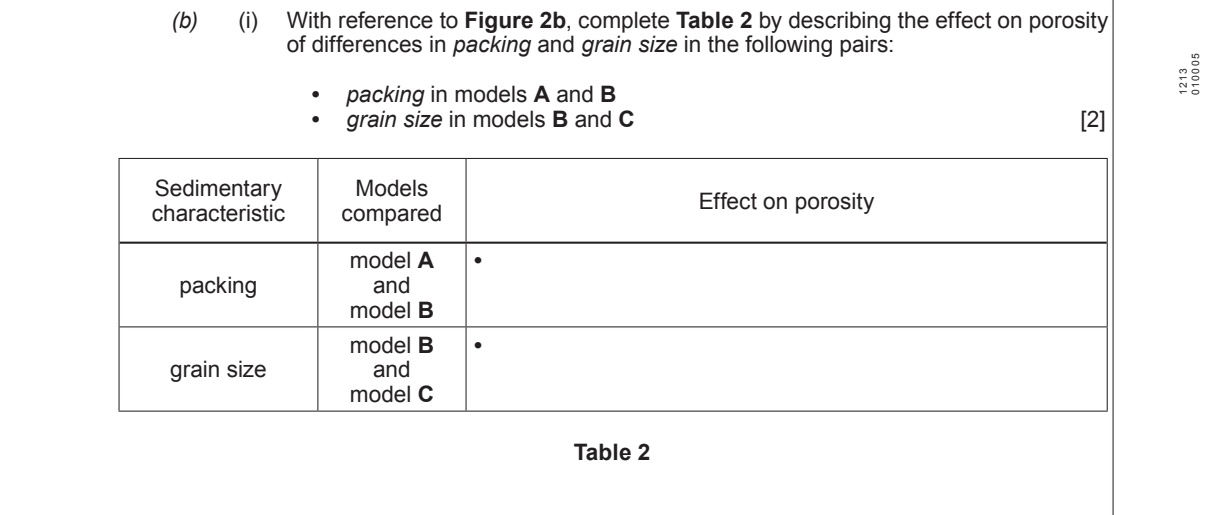 (b) (i) With reference to Figure 2b, complete Table 2 by describing the effect on porosity
of differences in packing and grain size in the following pairs:
• packing in models A and B
• grain size in models B and C [2]
1213
010005
Sedimentary
characteristic
Models
compared
Effect on porosity
packing
model A
and
model B
•
grain size
model B
and
model C
•
Table 2